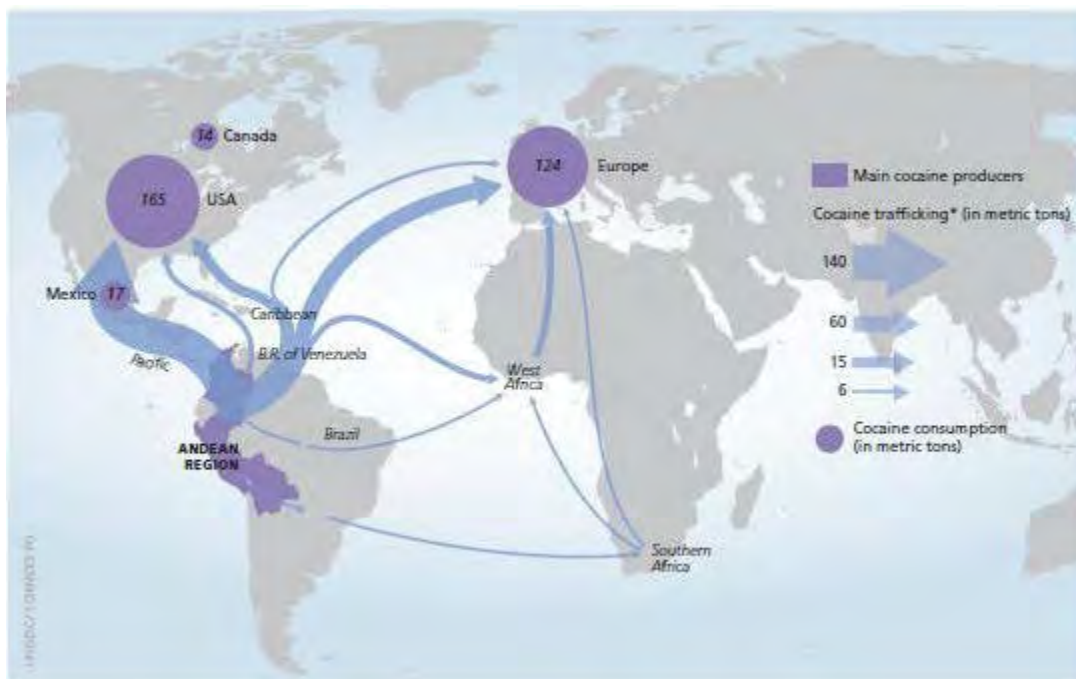 14 Canada
165 USA
124 Europe
Main cocaine producers
Cocaine trafficking* (in metric tons)
140
60
15
6
Cocaine consumption
(in metric tons)
Mexico 17
Caribbean
Pacific
B.R. of Venezuela
West
Africa
Brazil
ANDEAN
REGION
Southern
Africa